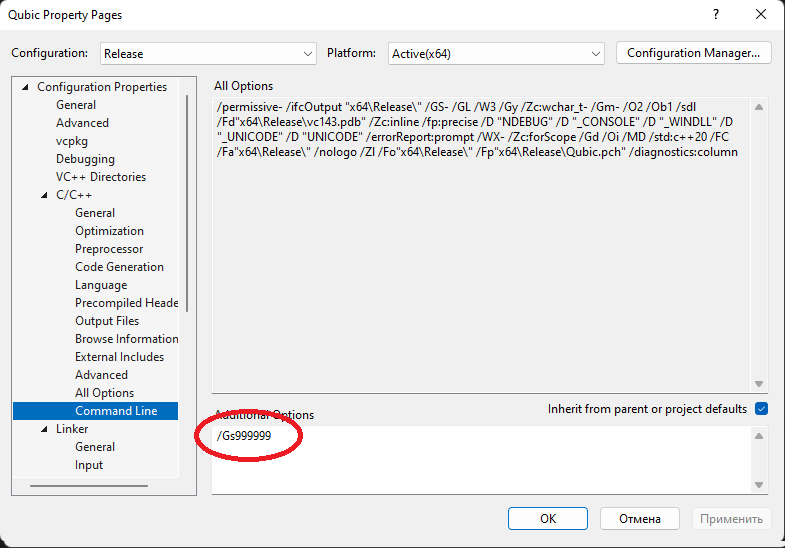 Qubic Property Pages
?
Configuration:
Release
Platform:
Active(x64)
Configuration Manager...
Configuration Properties
General
Advanced
vcpkg
Debugging
VC++ Directories
C/C++
General
Optimization
Preprocessor
Code Generation
Language
Precompiled Heade
Output Files
Browse Information
External Includes
Advanced
All Options
Command Line
Linker
General
Input
All Options
/permissive- /ifcOutput "x64\Release\" /GS- /GL /W3 /Gy /Zc:wchar_t- /Gm- /O2 /Ob1 /sdl
/Fd"x64\Release\vc143.pdb" /Zc:inline /fp:precise /D "NDEBUG" /D "_CONSOLE" /D "_WINDLL" /D
"_UNICODE" /D "UNICODE" /errorReport:prompt /WX- /Zc:forScope /Gd /Oi /MD /std:c++20 /FC
/Fa"x64\Release\" /nologo /Zl /Fo"x64\Release\" /Fp"x64\Release\Qubic.pch" /diagnostics:column
Additional Options
Inherit from parent or project defaults
/Gs999999
OK
Отмена
Применить